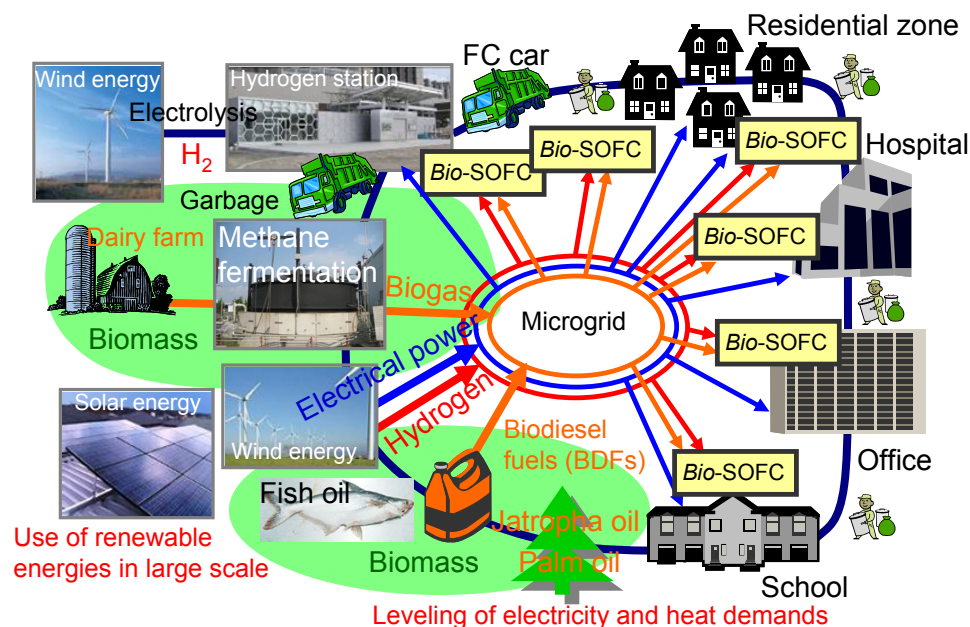 Residential zone
FC car
Wind energy
Hydrogen station
Electrolysis
H2
Bio-SOFC
Bio-SOFC
Bio-SOFC
Hospital
Garbage
Dairy farm
Methane
fermentation
Bio-SOFC
Biogas
Microgrid
Biomass
Electrical power
Bio-SOFC
Solar energy
Hydrogen
Wind energy
Biodiesel
fuels (BDFs)
Office
Bio-SOFC
Fish oil
Jatropha oil
Use of renewable
energies in large scale
Biomass
Palm oil
School
Leveling of electricity and heat demands